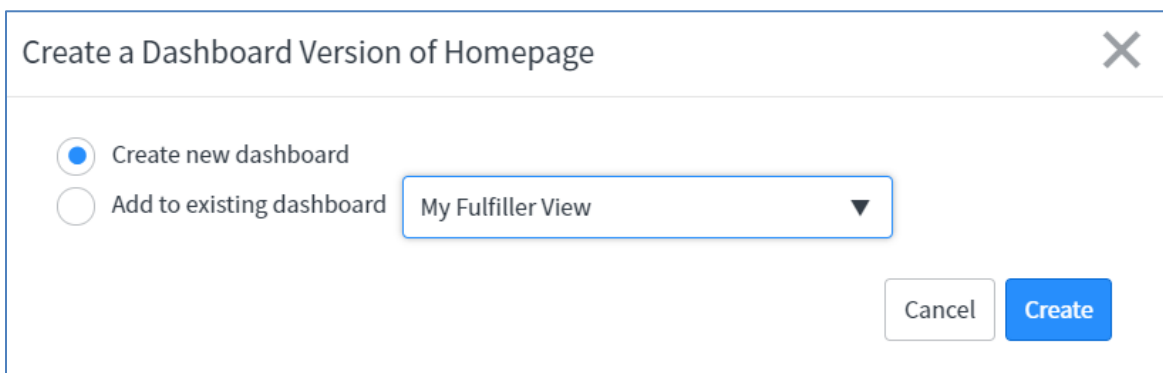 Create a Dashboard Version of Homepage
Create new dashboard
Add to existing dashboard My Fulfiller View
Cancel Create